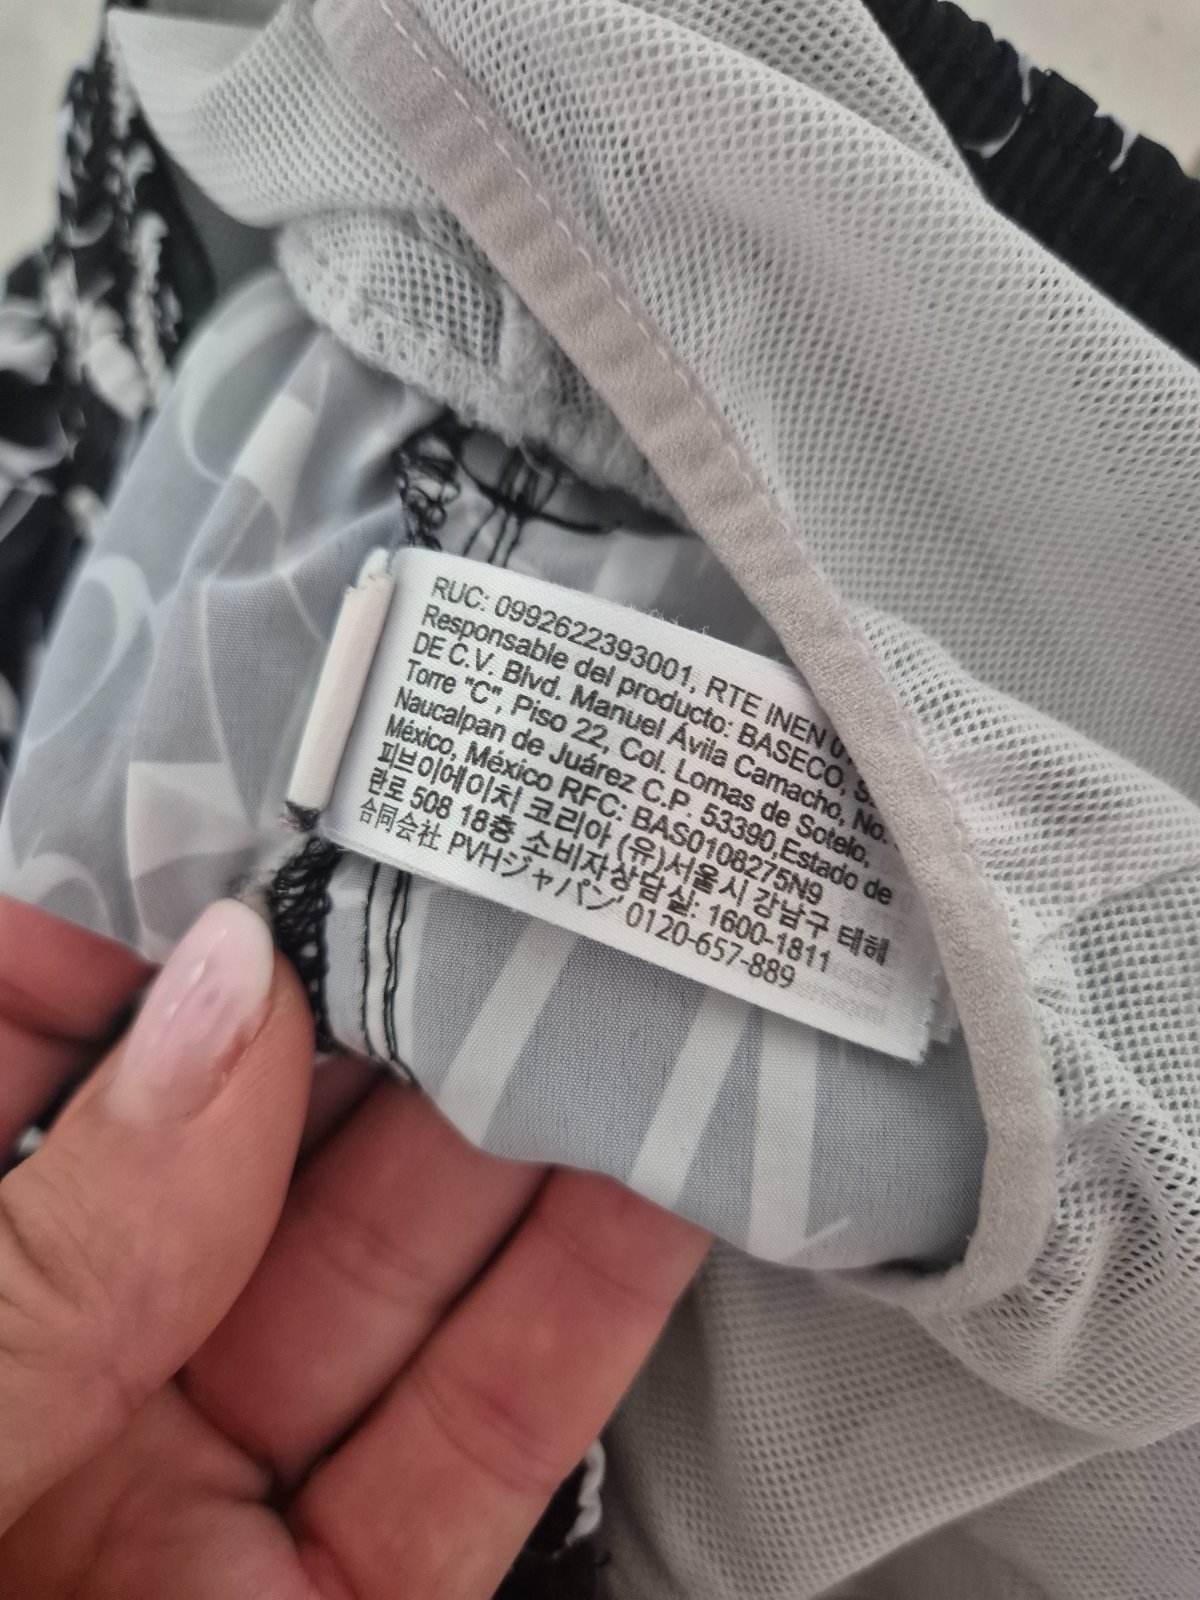 RUC: 0992622393001, RTE INEN
Responsable del producto: BASECO,
DE C.V. Blvd. Manuel Ávila Camacho, No.
Torre "C", Piso 22, Col. Lomas de Sotelo,
Naucalpan de Juárez C.P. 53390,Estado de
México, México RFC: BAS0108275N9
피브이에이치 코리아 (유)서울시 강남구 테헤
란로 508 18층 소비자상담실: 1600-1811
合同会社 PVHジャパン 0120-657-889